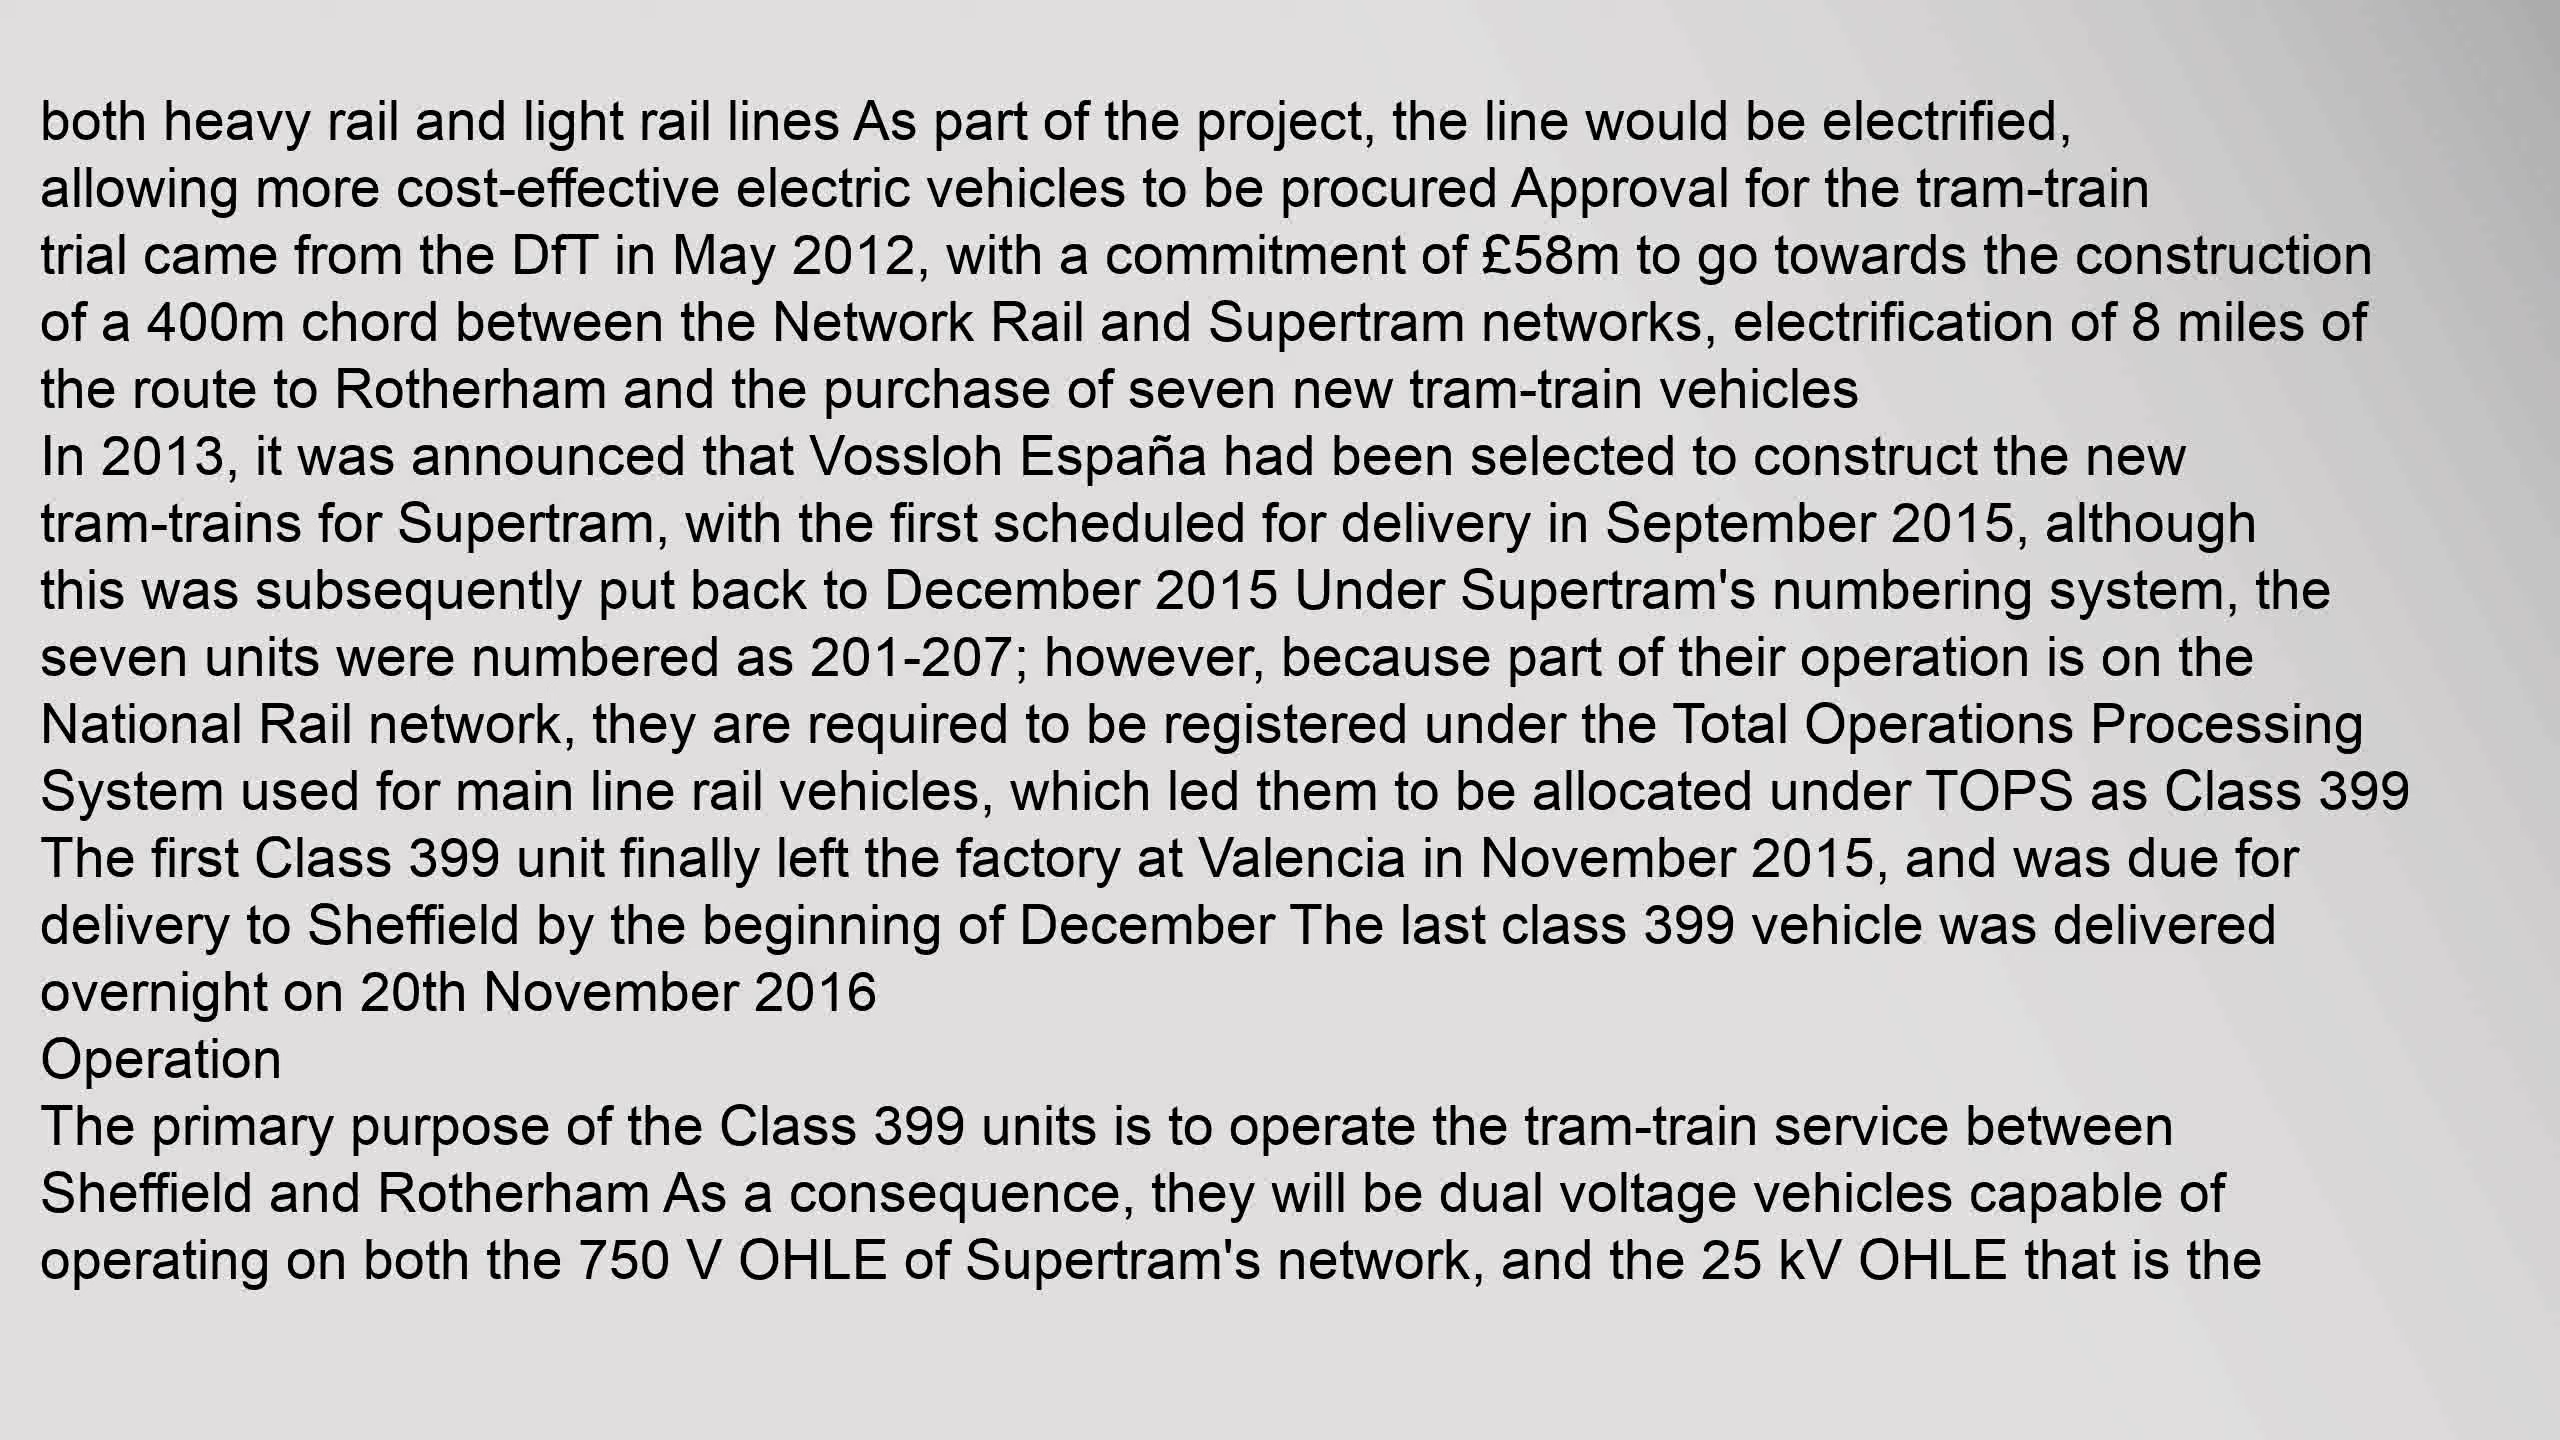 both heavy rail and light rail lines As part of the project, the line would be electrified,
allowing more cost-effective electric vehicles to be procured Approval for the tram-train
trial came from the DfT in May 2012, with a commitment of £58m to go towards the construction
of a 400m chord between the Network Rail and Supertram networks, electrification of 8 miles of
the route to Rotherham and the purchase of seven new tram-train vehicles
In 2013, it was announced that Vossloh España had been selected to construct the new
tram-trains for Supertram, with the first scheduled for delivery in September 2015, although
this was subsequently put back to December 2015 Under Supertram's numbering system, the
seven units were numbered as 201-207; however, because part of their operation is on the
National Rail network, they are required to be registered under the Total Operations Processing
System used for main line rail vehicles, which led them to be allocated under TOPS as Class 399
The first Class 399 unit finally left the factory at Valencia in November 2015, and was due for
delivery to Sheffield by the beginning of December The last class 399 vehicle was delivered
overnight on 20th November 2016
Operation
The primary purpose of the Class 399 units is to operate the tram-train service between
Sheffield and Rotherham As a consequence, they will be dual voltage vehicles capable of
operating on both the 750 V OHLE of Supertram's network, and the 25 kV OHLE that is the